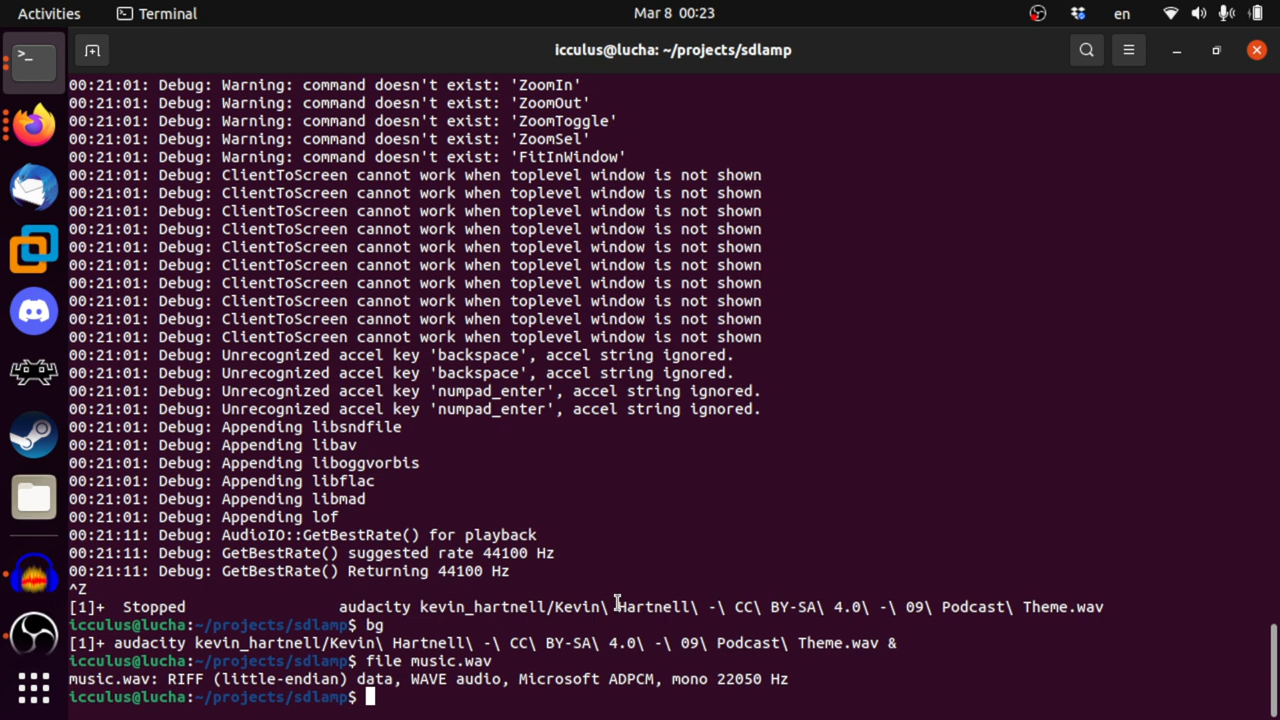 Activities
Terminal
Mar 8 00:23
en
icculus@lucha: ~/projects/sdlamp
00:21:01: Debug: Warning: command doesn't exist: 'ZoomIn'
00:21:01: Debug: Warning: command doesn't exist: 'ZoomOut'
00:21:01: Debug: Warning: command doesn't exist: 'ZoomToggle'
00:21:01: Debug: Warning: command doesn't exist: 'ZoomSel'
00:21:01: Debug: Warning: command doesn't exist: 'FitInWindow'
00:21:01: Debug: ClientToScreen cannot work when toplevel window is not shown
00:21:01: Debug: ClientToScreen cannot work when toplevel window is not shown
00:21:01: Debug: ClientToScreen cannot work when toplevel window is not shown
00:21:01: Debug: ClientToScreen cannot work when toplevel window is not shown
00:21:01: Debug: ClientToScreen cannot work when toplevel window is not shown
00:21:01: Debug: ClientToScreen cannot work when toplevel window is not shown
00:21:01: Debug: ClientToScreen cannot work when toplevel window is not shown
00:21:01: Debug: ClientToScreen cannot work when toplevel window is not shown
00:21:01: Debug: ClientToScreen cannot work when toplevel window is not shown
00:21:01: Debug: ClientToScreen cannot work when toplevel window is not shown
00:21:01: Debug: Unrecognized accel key 'backspace', accel string ignored.
00:21:01: Debug: Unrecognized accel key 'backspace', accel string ignored.
00:21:01: Debug: Unrecognized accel key 'numpad_enter', accel string ignored.
00:21:01: Debug: Unrecognized accel key 'numpad_enter', accel string ignored.
00:21:01: Debug: Appending libsndfile
00:21:01: Debug: Appending libav
00:21:01: Debug: Appending liboggvorbis
00:21:01: Debug: Appending libflac
00:21:01: Debug: Appending libmad
00:21:01: Debug: Appending lof
00:21:11: Debug: AudioIO::GetBestRate() for playback
00:21:11: Debug: GetBestRate() suggested rate 44100 Hz
00:21:11: Debug: GetBestRate() Returning 44100 Hz
^Z
[1]+  Stopped                 audacity kevin_hartnell/Kevin\ Hartnell\ -\ CC\ BY-SA\ 4.0\ -\ 09\ Podcast\ Theme.wav
icculus@lucha:~/projects/sdlamp$ bg
[1]+ audacity kevin_hartnell/Kevin\ Hartnell\ -\ CC\ BY-SA\ 4.0\ -\ 09\ Podcast\ Theme.wav &
icculus@lucha:~/projects/sdlamp$ file music.wav
music.wav: RIFF (little-endian) data, WAVE audio, Microsoft ADPCM, mono 22050 Hz
icculus@lucha:~/projects/sdlamp$